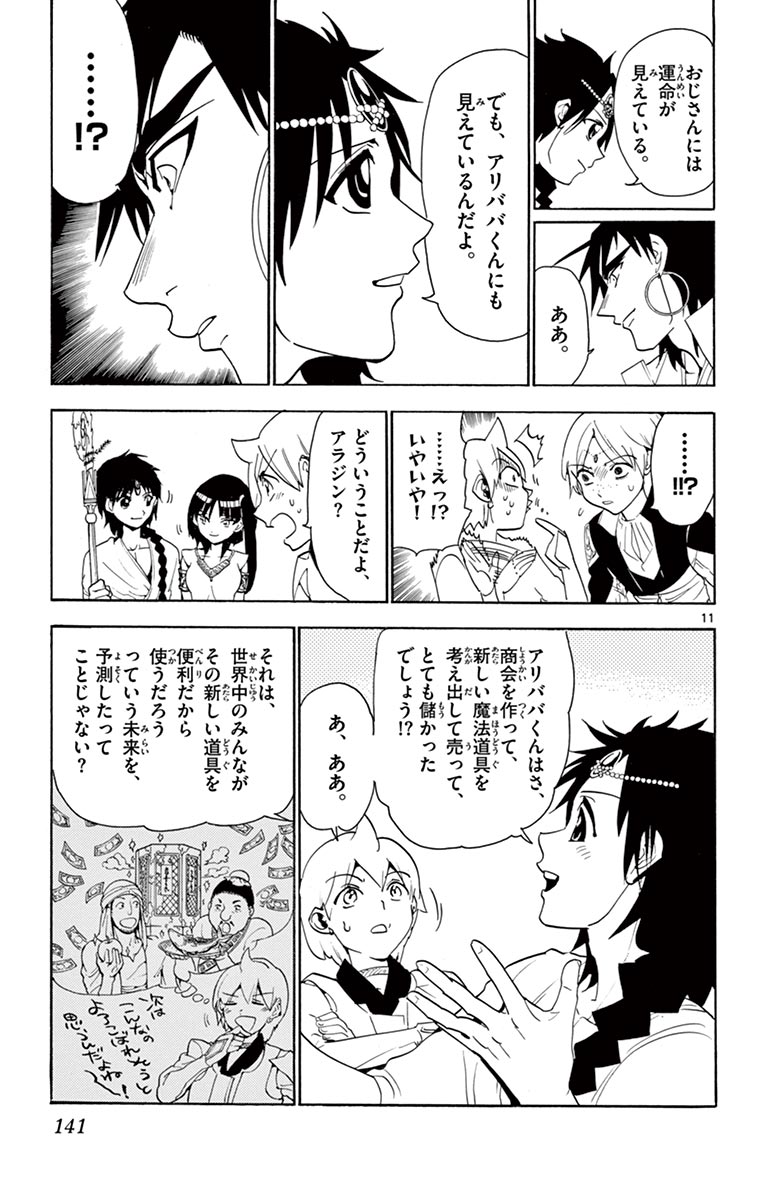 おじさんには
運命が
見えている。
ああ。
でも、アリババくんにも
見えているんだよ。
……
!?
……
!!?
……えっ!?
いやいや!
どういうことだよ、
アラジン?
11
アリババくんはさ、
商会を作って、
新しい魔法道具を
考え出して売って、
とても儲かった
でしょう!?
あ、ああ。
それは、
世界中のみんなが
その新しい道具を
便利だから
使うだろう
っていう未来を、
予測したって
ことじゃない?
次は
こんなの
よろこばれそうと
思うんだよね〜!
141